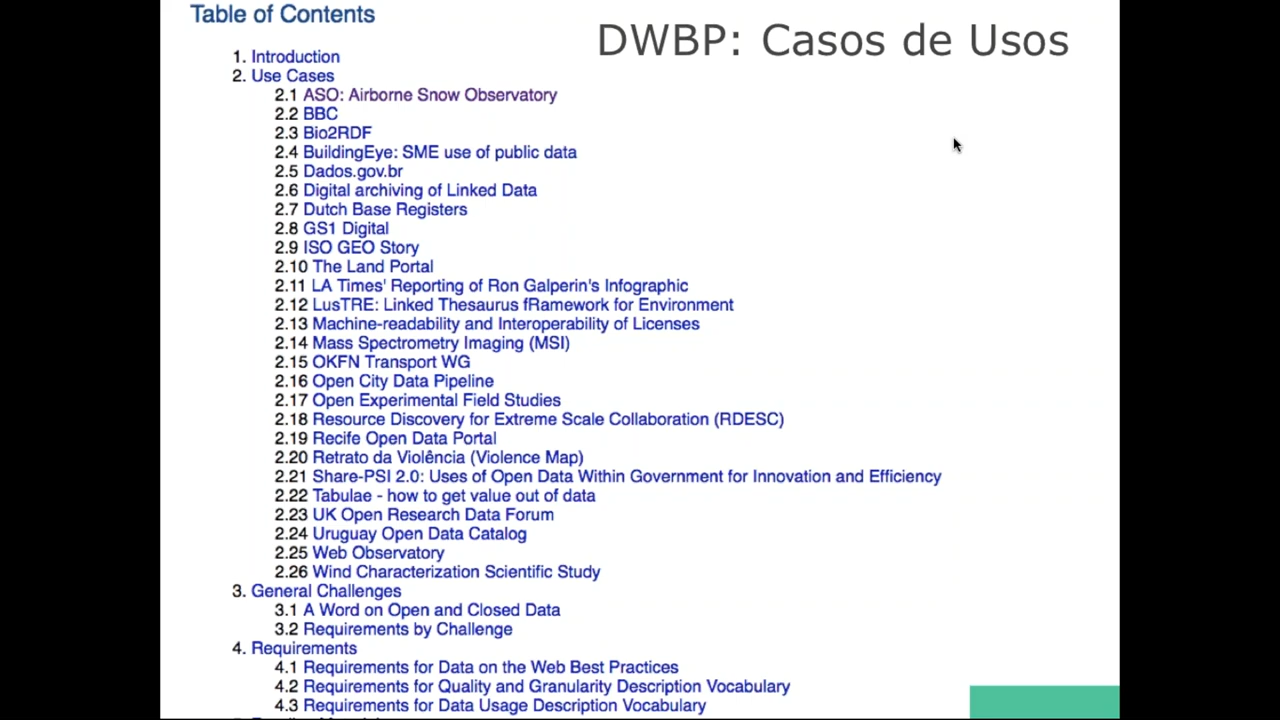 Table of Contents
DWBP: Casos de Usos
1. Introduction
2. Use Cases
2.1 ASO: Airborne Snow Observatory
2.2 BBC
2.3 Bio2RDF
2.4 BuildingEye: SME use of public data
2.5 Dados.gov.br
2.6 Digital archiving of Linked Data
2.7 Dutch Base Registers
2.8 GS1 Digital
2.9 ISO GEO Story
2.10 The Land Portal
2.11 LA Times' Reporting of Ron Galperin's Infographic
2.12 LusTRE: Linked Thesaurus fRamework for Environment
2.13 Machine-readability and Interoperability of Licenses
2.14 Mass Spectrometry Imaging (MSI)
2.15 OKFN Transport WG
2.16 Open City Data Pipeline
2.17 Open Experimental Field Studies
2.18 Resource Discovery for Extreme Scale Collaboration (RDESC)
2.19 Recife Open Data Portal
2.20 Retrato da Violência (Violence Map)
2.21 Share-PSI 2.0: Uses of Open Data Within Government for Innovation and Efficiency
2.22 Tabulae - how to get value out of data
2.23 UK Open Research Data Forum
2.24 Uruguay Open Data Catalog
2.25 Web Observatory
2.26 Wind Characterization Scientific Study
3. General Challenges
3.1 A Word on Open and Closed Data
3.2 Requirements by Challenge
4. Requirements
4.1 Requirements for Data on the Web Best Practices
4.2 Requirements for Quality and Granularity Description Vocabulary
4.3 Requirements for Data Usage Description Vocabulary